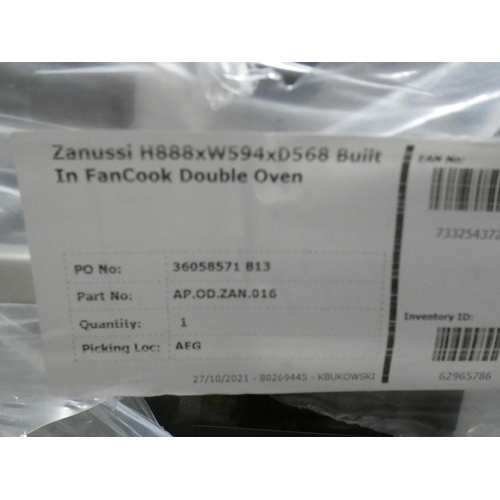 Zanussi H888xW594xD568 Built
In FanCook Double Oven
EAN No:
73325437
PO No: 36058571 B13
Part No: AP.OD.ZAN.016
Quantity: 1
Picking Loc: AEG
Inventory ID:
62965786
27/10/2021 - 80269445 - KBUKOWSKI